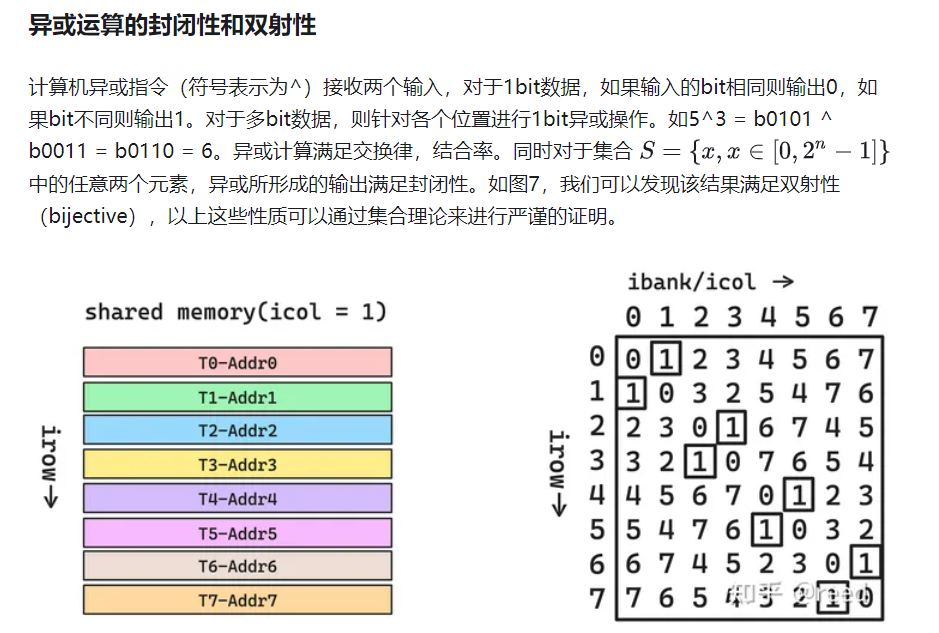 异或运算的封闭性和双射性
计算机异或指令（符号表示为^）接收两个输入，对于1bit数据，如果输入的bit相同则输出0，如
果bit不同则输出1。对于多bit数据，则针对各个位置进行1bit异或操作。如5^3 = b0101 ^
b0011 = b0110 = 6。异或计算满足交换律，结合率。同时对于集合 S = {x, x ∈ [0, 2ⁿ − 1]}
中的任意两个元素，异或所形成的输出满足封闭性。如图7，我们可以发现该结果满足双射性
（bijective），以上这些性质可以通过集合理论来进行严谨的证明。
shared memory(icol = 1)
irow→
T0-Addr0
T1-Addr1
T2-Addr2
T3-Addr3
T4-Addr4
T5-Addr5
T6-Addr6
T7-Addr7
ibank/icol →
0 1 2 3 4 5 6 7
irow→
0 0 1 2 3 4 5 6 7
1 1 0 3 2 5 4 7 6
2 2 3 0 1 6 7 4 5
3 3 2 1 0 7 6 5 4
4 4 5 6 7 0 1 2 3
5 5 4 7 6 1 0 3 2
6 6 7 4 5 2 3 0 1
7 7 6 5 4 3 2 1 0
知乎 @reed